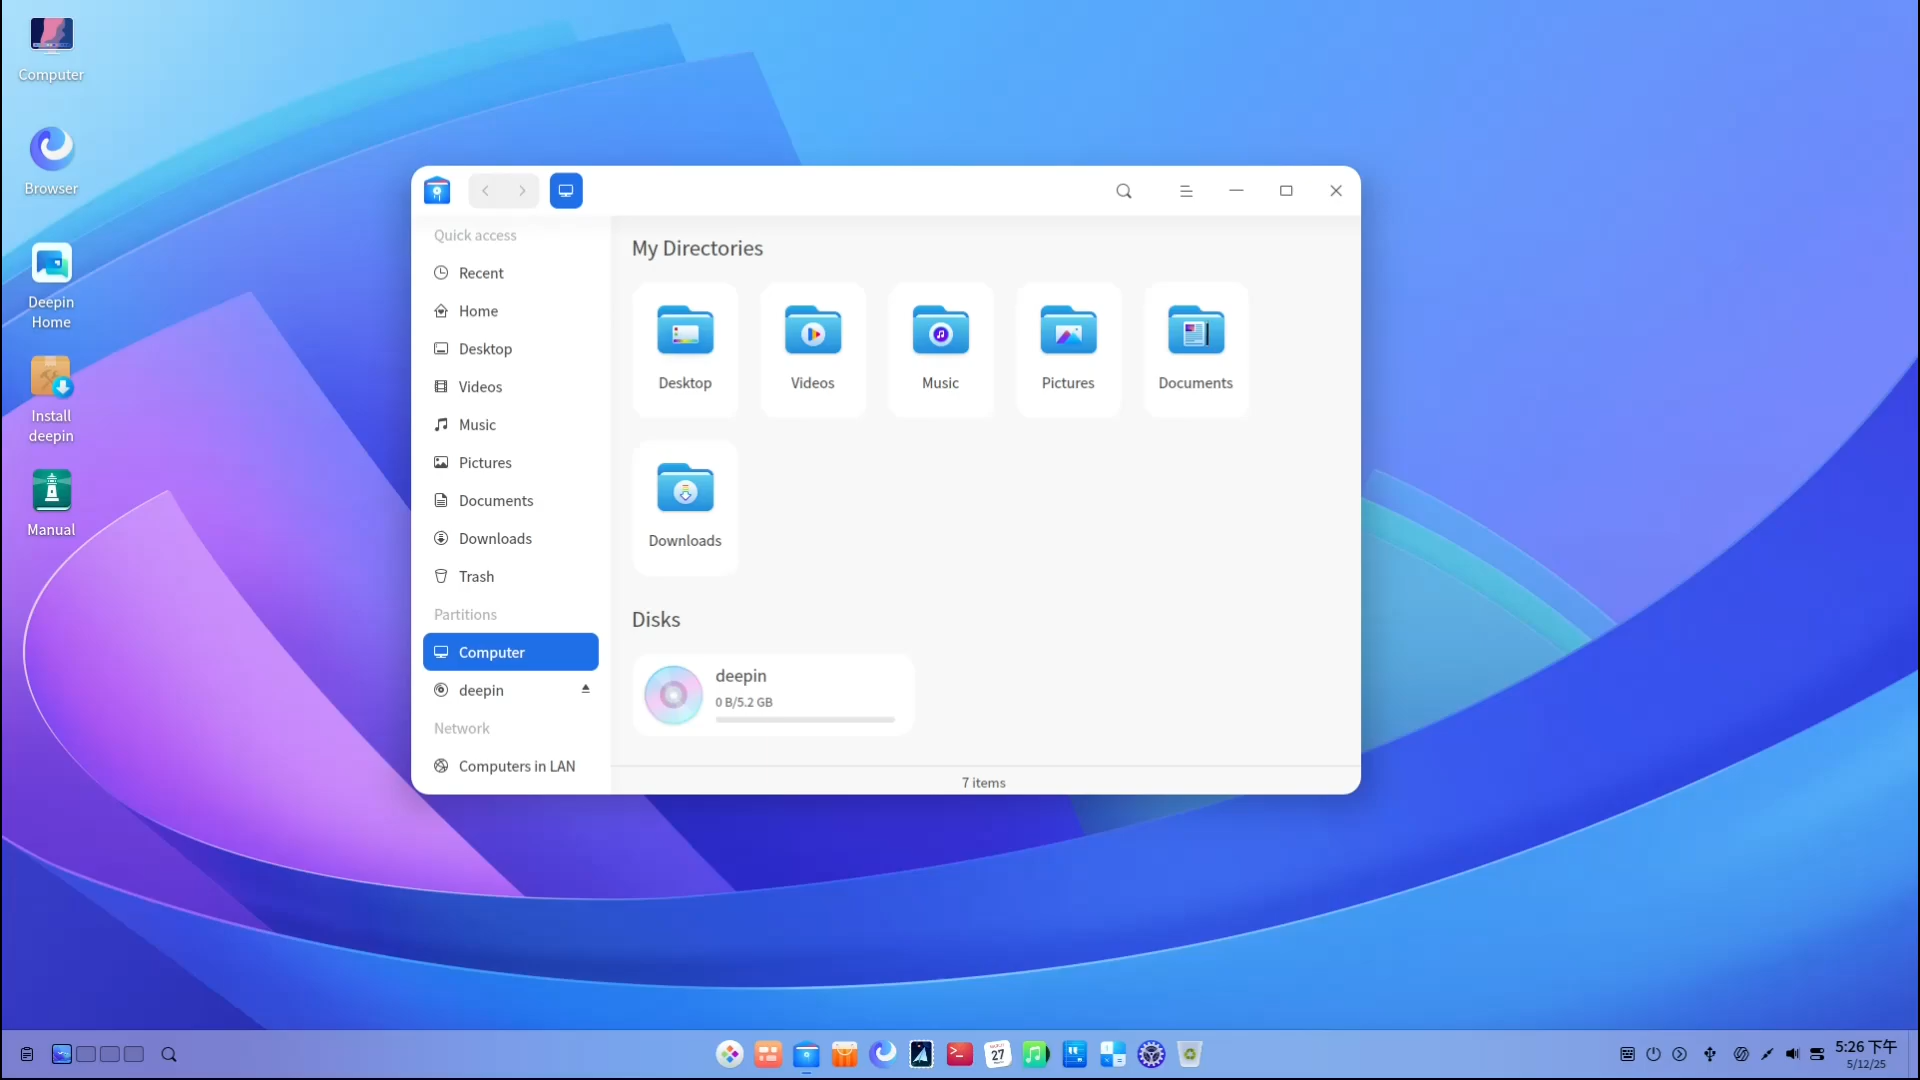 Computer
Browser
Deepin
Home
Install
deepin
Manual
Quick access
Recent
Home
Desktop
Videos
Music
Pictures
Documents
Downloads
Trash
Partitions
Computer
deepin
Network
Computers in LAN
My Directories
Desktop
Videos
Music
Pictures
Documents
Downloads
Disks
deepin
0 B/5.2 GB
7 items
27
5:26 下午
5/12/25